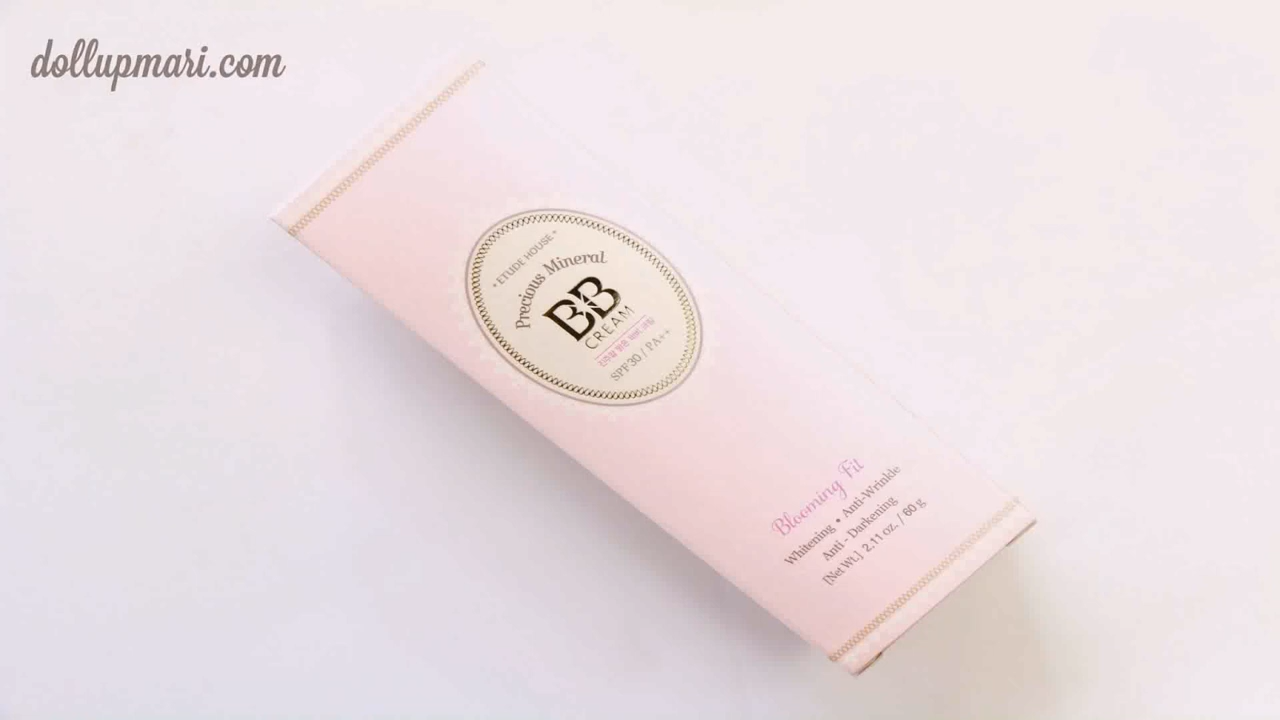 dollupmari.com
• ETUDE HOUSE •
Precious Mineral
BB
CREAM
SPF30 / PA++
Blooming Fit
Whitening • Anti-Wrinkle
Anti - Darkening
[Net Wt.] 2.11 oz. / 60 g